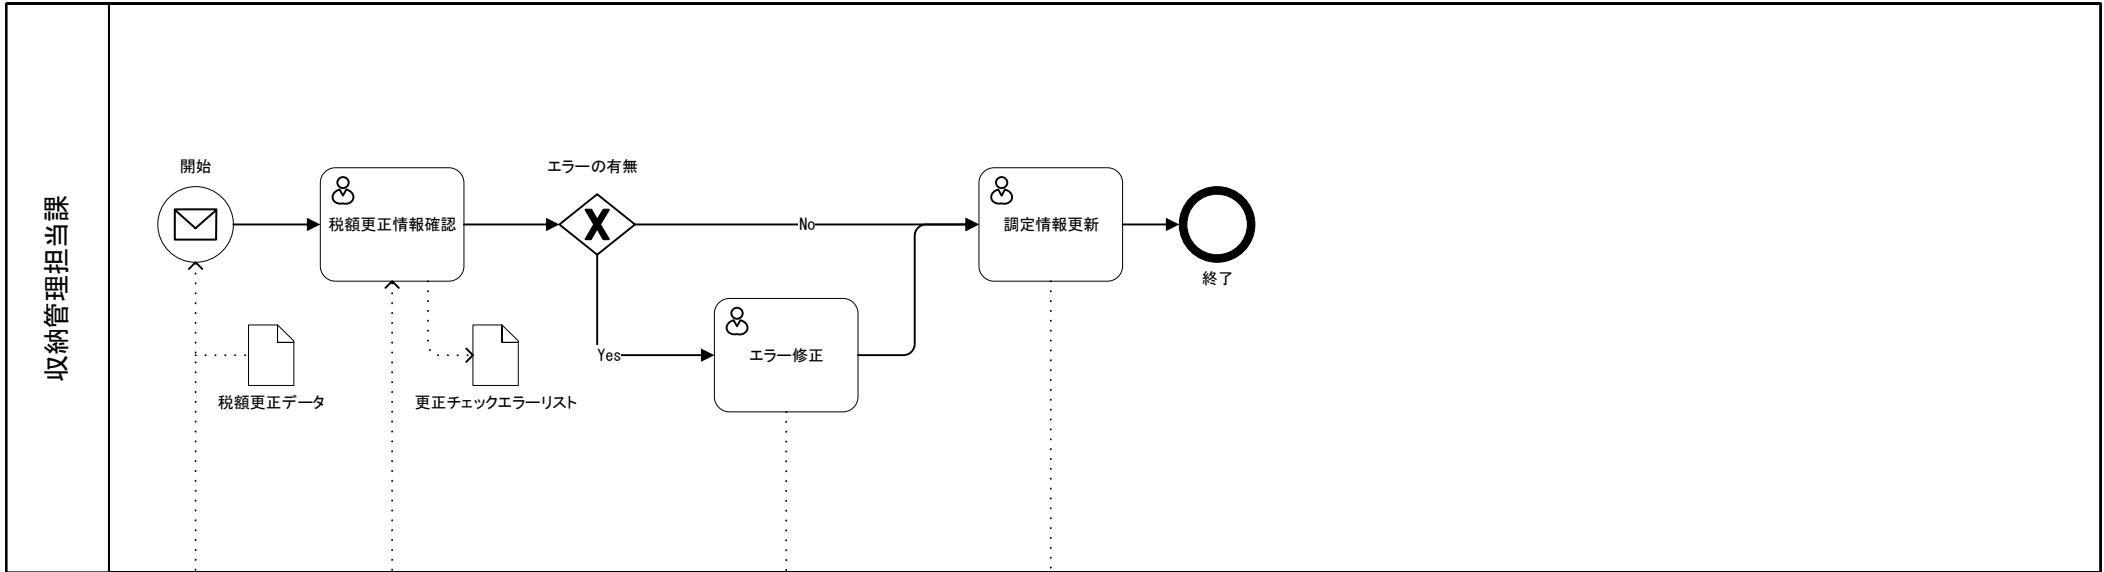 収納管理担当課
開始
エラーの有無
税額更正情報確認
No
調定情報更新
終了
Yes
エラー修正
税額更正データ
更正チェックエラーリスト